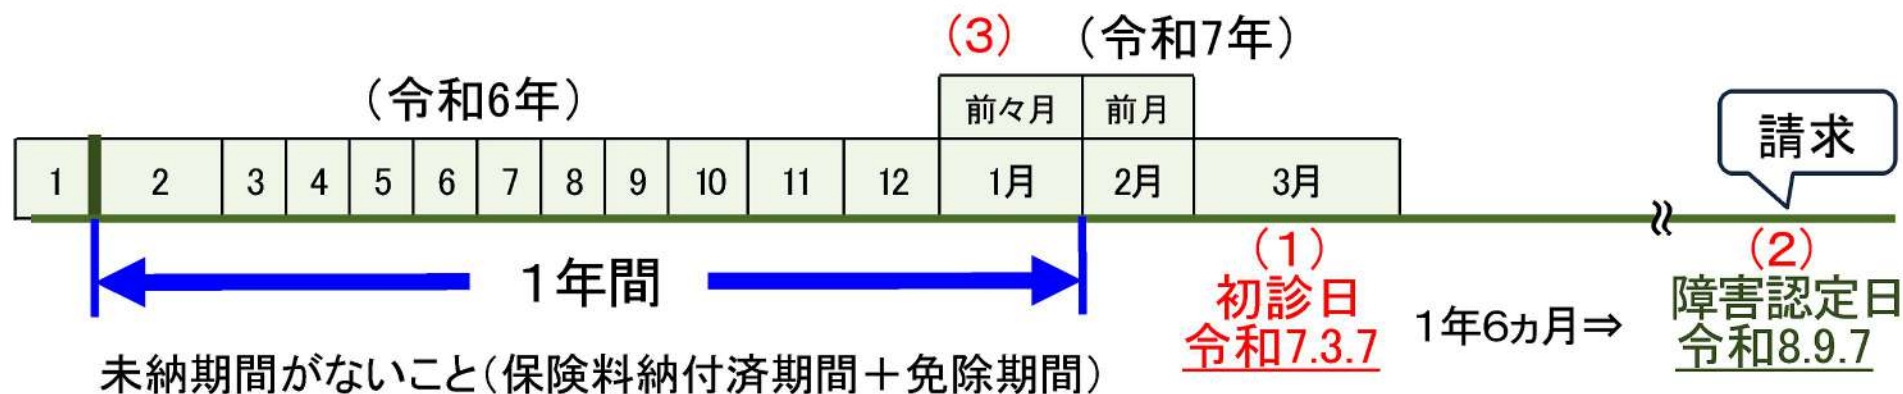 (3) (令和7年)
(令和6年)
前々月 前月
請求
1 2 3 4 5 6 7 8 9 10 11 12 1月 2月 3月
1年間
(1)
初診日
令和7.3.7
1年6ヵ月⇒
(2)
障害認定日
令和8.9.7
未納期間がないこと(保険料納付済期間+免除期間)